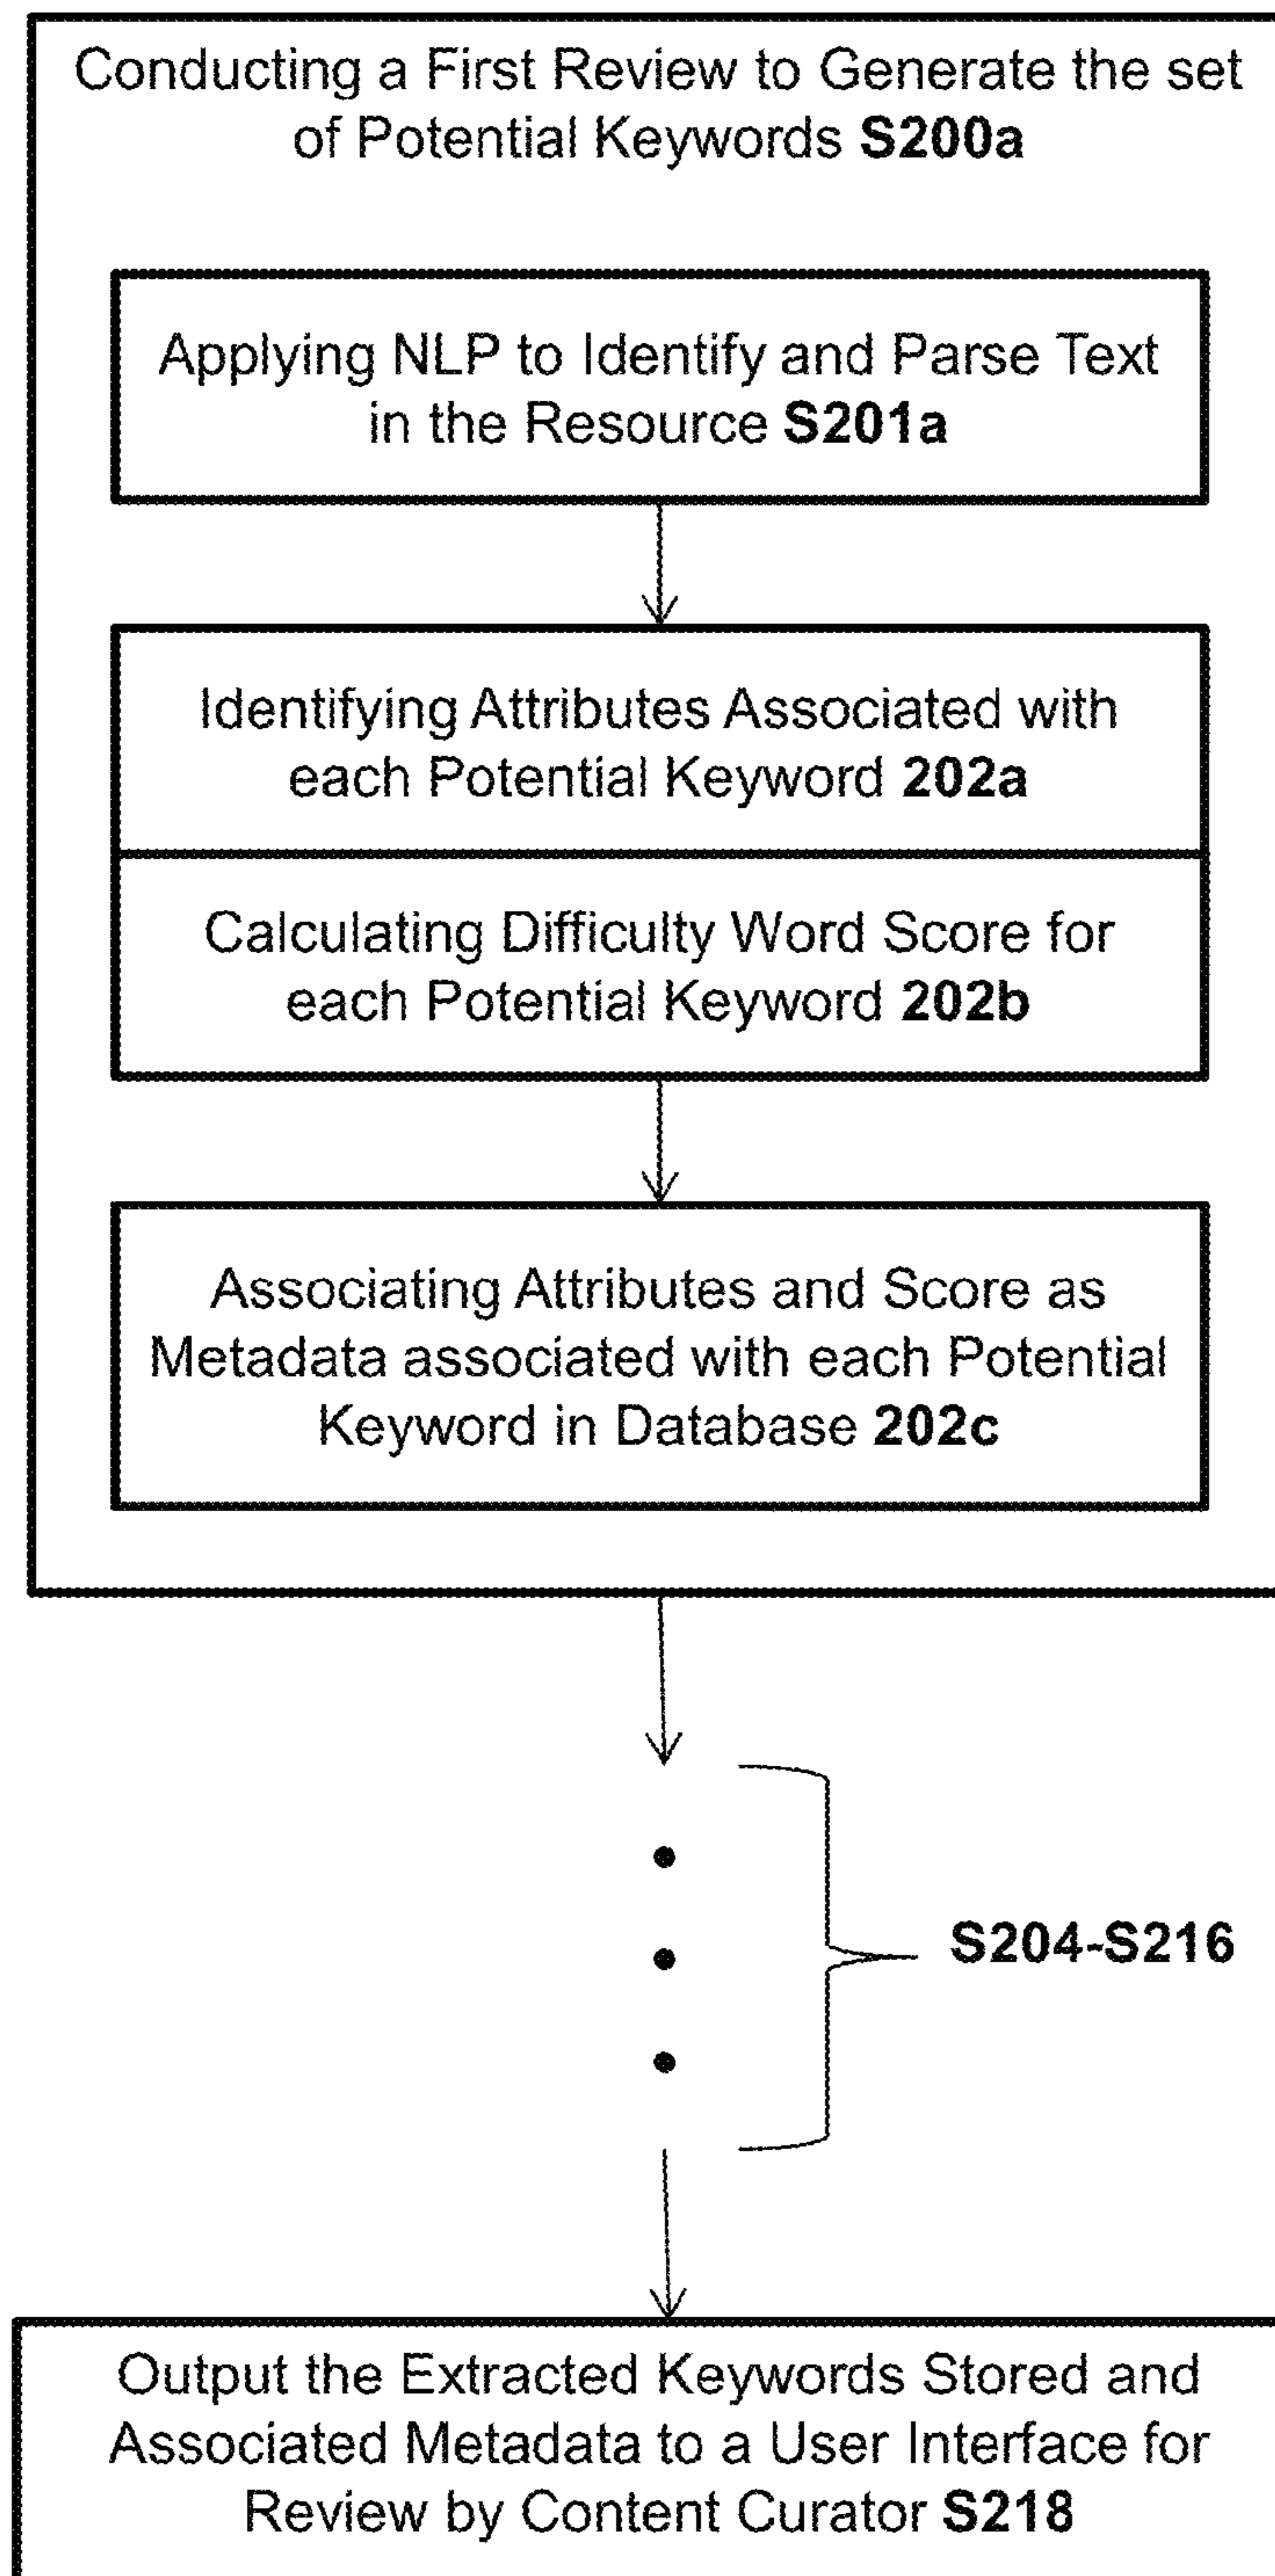 Conducting a First Review to Generate the set
of Potential Keywords S200a
Applying NLP to Identify and Parse Text
in the Resource S201a
Identifying Attributes Associated with
each Potential Keyword 202a
Calculating Difficulty Word Score for
each Potential Keyword 202b
Associating Attributes and Score as
Metadata associated with each Potential
Keyword in Database 202c
S204-S216
Output the Extracted Keywords Stored and
Associated Metadata to a User Interface for
Review by Content Curator S218